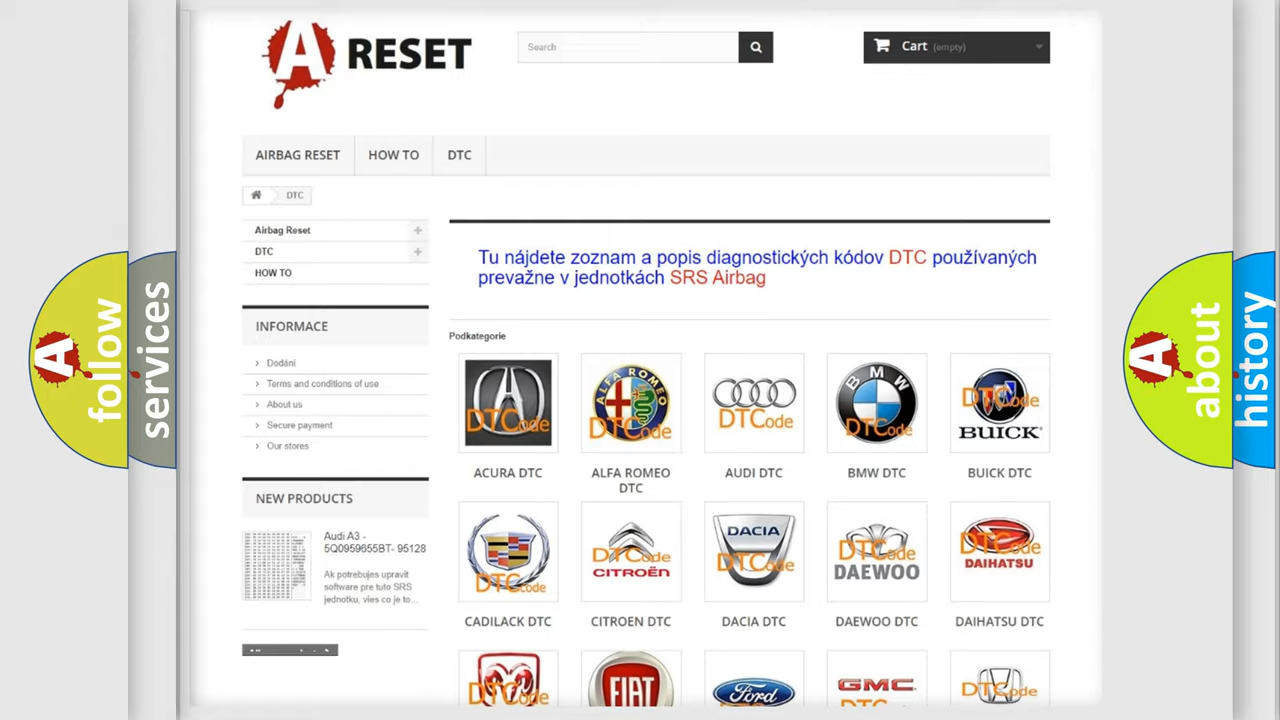 A RESET
Search
Cart (empty)
AIRBAG RESET
HOW TO
DTC
DTC
Airbag Reset
DTC
HOW TO
INFORMACE
Dodání
Terms and conditions of use
About us
Secure payment
Our stores
NEW PRODUCTS
Audi A3 -
5Q0959655BT- 95128
Ak potrebujes upravit
software pre tuto SRS
jednotku, vies co je to...
Tu nájdete zoznam a popis diagnostických kódov DTC používaných
prevažne v jednotkách SRS Airbag
Podkategorie
DTCode
ALFA ROMEO
DTCode
DTCode
BMW
DTCode
DTCode
BUICK
ACURA DTC
ALFA ROMEO
DTC
AUDI DTC
BMW DTC
BUICK DTC
DTCode
DTCode
CITROËN
DACIA
DTCode
DTCode
DAEWOO
DTCode
DAIHATSU
CADILACK DTC
CITROEN DTC
DACIA DTC
DAEWOO DTC
DAIHATSU DTC
DTCode
FIAT
Ford
GMC
DTCode
A follow
services
A about
history